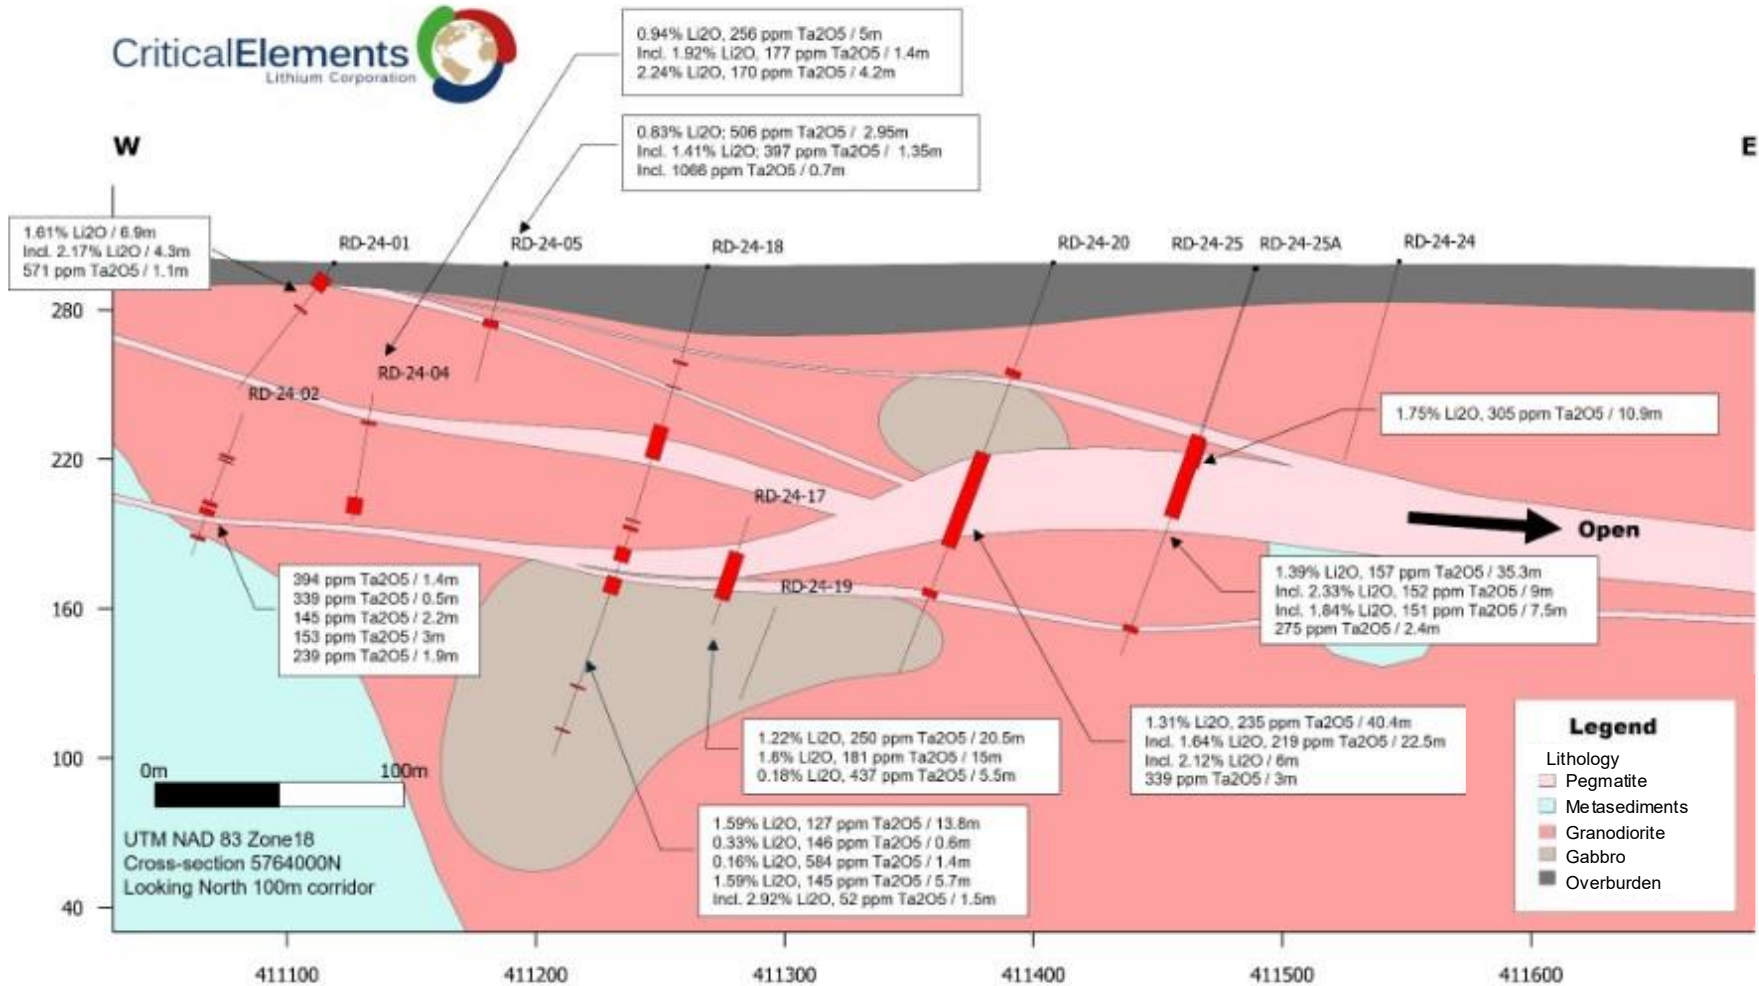 CriticalElements
Lithium Corporation
0.94% Li2O, 256 ppm Ta2O5 / 5m
Incl. 1.92% Li2O, 177 ppm Ta2O5 / 1.4m
2.24% Li2O, 170 ppm Ta2O5 / 4.2m
0.83% Li2O; 506 ppm Ta2O5 / 2.95m
Incl. 1.41% Li2O; 397 ppm Ta2O5 / 1.35m
Incl. 1066 ppm Ta2O5 / 0.7m
W
E
1.61% Li2O / 6.9m
Incl. 2.17% Li2O / 4.3m
571 ppm Ta2O5 / 1.1m
RD-24-01
RD-24-05
RD-24-18
RD-24-20
RD-24-25
RD-24-25A
RD-24-24
280
RD-24-04
RD-24-02
1.75% Li2O, 305 ppm Ta2O5 / 10.9m
220
RD-24-17
Open
394 ppm Ta2O5 / 1.4m
339 ppm Ta2O5 / 0.5m
145 ppm Ta2O5 / 2.2m
153 ppm Ta2O5 / 3m
239 ppm Ta2O5 / 1.9m
RD-24-19
1.39% Li2O, 157 ppm Ta2O5 / 35.3m
Incl. 2.33% Li2O, 152 ppm Ta2O5 / 9m
Incl. 1.84% Li2O, 151 ppm Ta2O5 / 7.5m
275 ppm Ta2O5 / 2.4m
160
1.22% Li2O, 250 ppm Ta2O5 / 20.5m
1.6% Li2O, 181 ppm Ta2O5 / 15m
0.18% Li2O, 437 ppm Ta2O5 / 5.5m
1.31% Li2O, 235 ppm Ta2O5 / 40.4m
Incl. 1.64% Li2O, 219 ppm Ta2O5 / 22.5m
Incl. 2.12% Li2O / 6m
339 ppm Ta2O5 / 3m
100
0m
100m
1.59% Li2O, 127 ppm Ta2O5 / 13.8m
0.33% Li2O, 146 ppm Ta2O5 / 0.6m
0.16% Li2O, 584 ppm Ta2O5 / 1.4m
1.59% Li2O, 145 ppm Ta2O5 / 5.7m
Incl. 2.92% Li2O, 52 ppm Ta2O5 / 1.5m
UTM NAD 83 Zone18
Cross-section 5764000N
Looking North 100m corridor
40
Legend
Lithology
Pegmatite
Metasediments
Granodiorite
Gabbro
Overburden
411100
411200
411300
411400
411500
411600